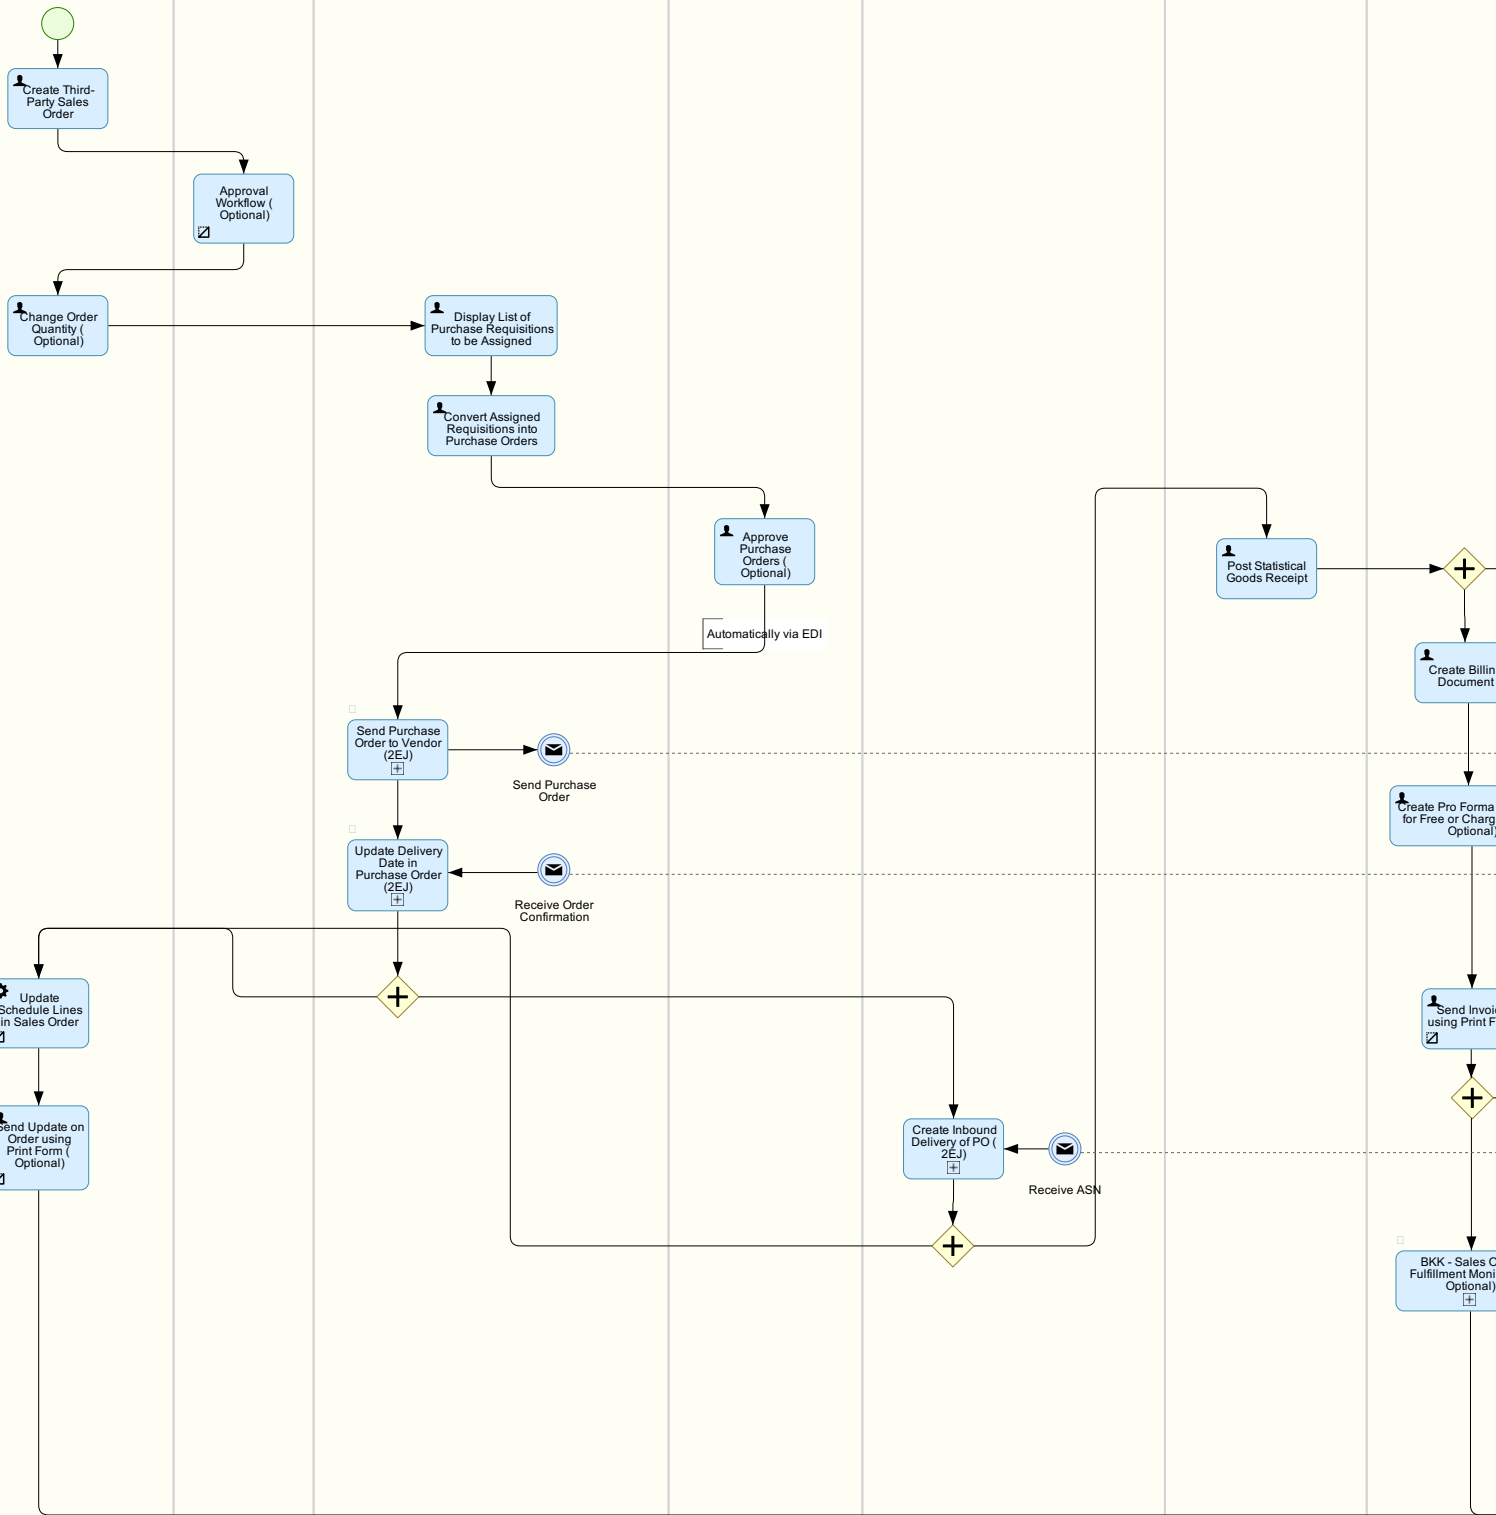 Create Third-
Party Sales
Order
Approval
Workflow (
Optional)
Change Order
Quantity (
Optional)
Display List of
Purchase Requisitions
to be Assigned
Convert Assigned
Requisitions into
Purchase Orders
Approve
Purchase
Orders (
Optional)
Post Statistical
Goods Receipt
Automatically via EDI
Create Billin
Document
Send Purchase
Order to Vendor
(2EJ)
Send Purchase
Order
Create Pro Forma
for Free or Charg
Optional)
Update Delivery
Date in
Purchase Order
(2EJ)
Receive Order
Confirmation
Update
Schedule Lines
in Sales Order
Send Invoi
using Print F
Send Update on
Order using
Print Form (
Optional)
Create Inbound
Delivery of PO (
2EJ)
Receive ASN
BKK - Sales O
Fulfillment Moni
Optional)